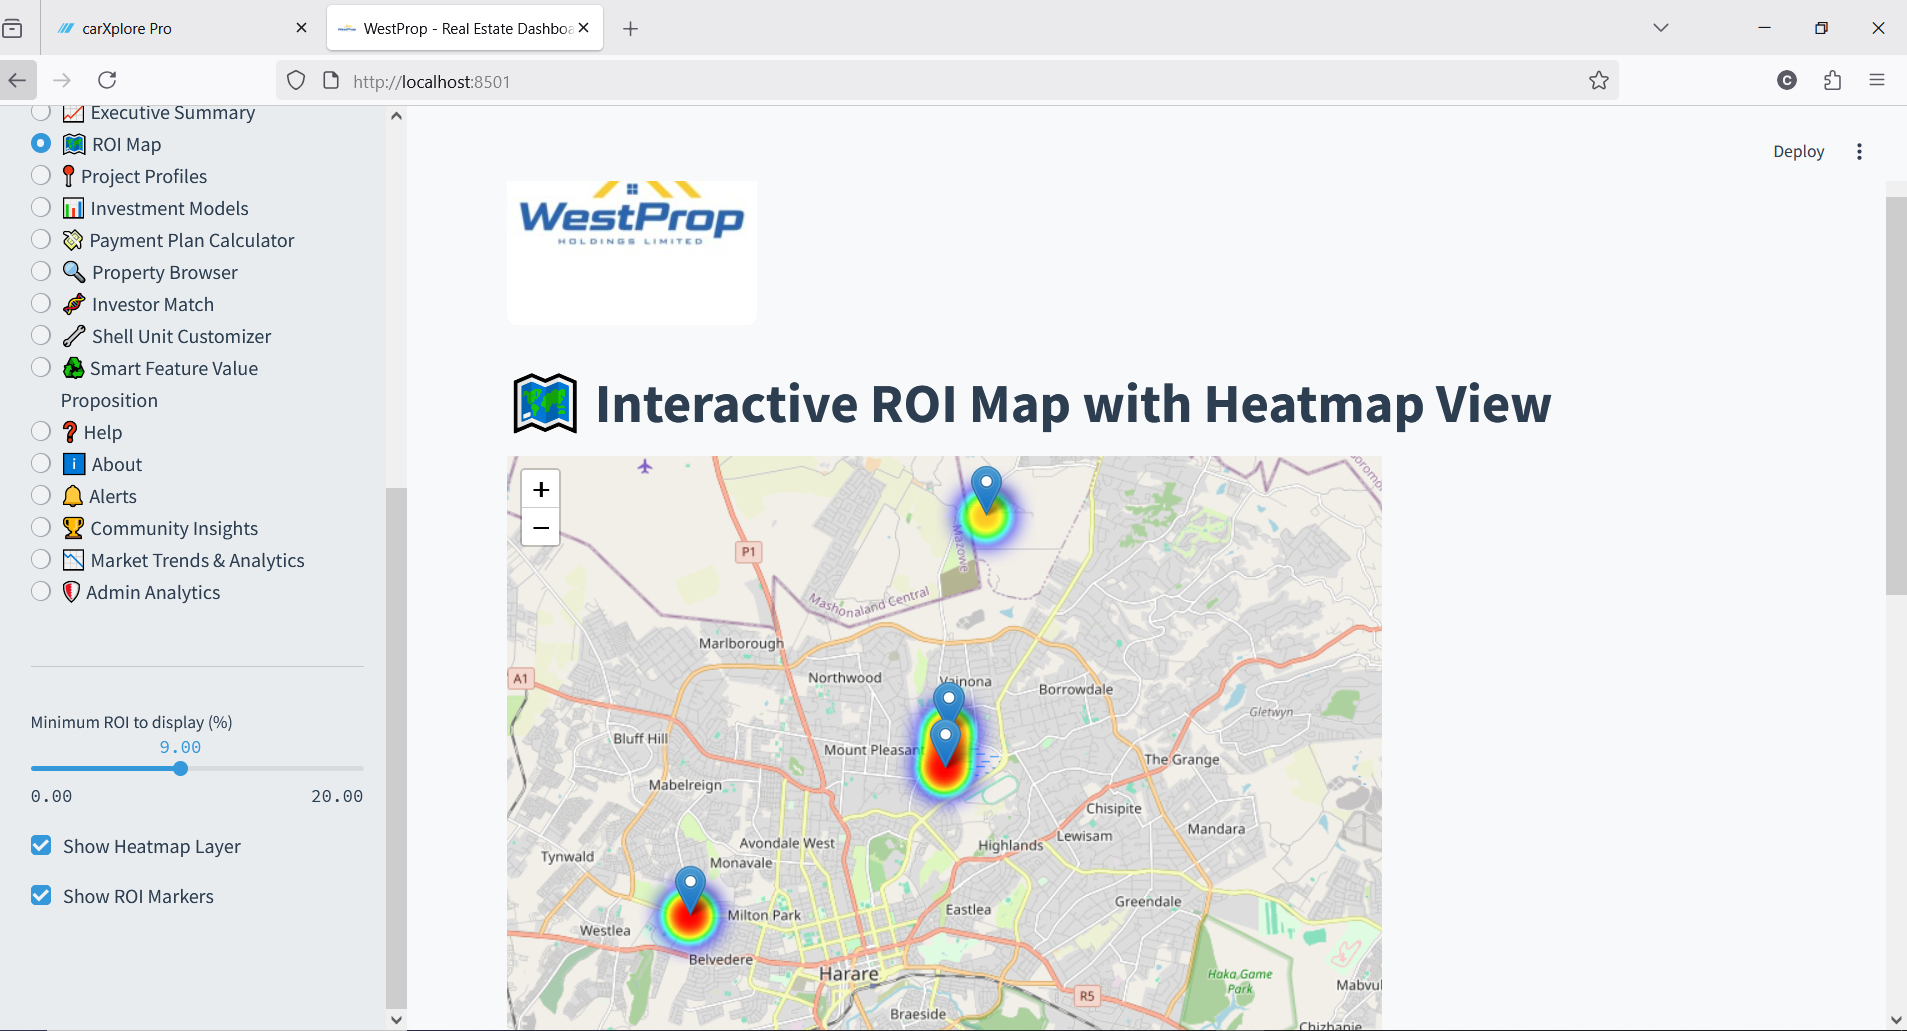 carXplore Pro
WestProp - Real Estate Dashboa
http://localhost:8501
C
Executive Summary
ROI Map
Project Profiles
Investment Models
Payment Plan Calculator
Property Browser
Investor Match
Shell Unit Customizer
Smart Feature Value
Proposition
Help
About
Alerts
Community Insights
Market Trends & Analytics
Admin Analytics
Minimum ROI to display (%)
9.00
0.00
20.00
Show Heatmap Layer
Show ROI Markers
Deploy
WestProp
HOLDINGS LIMITED
Interactive ROI Map with Heatmap View
+
−
P1
Mazowe
Mashonaland Central
Marlborough
A1
Northwood
Vainona
Borrowdale
Gletwyn
Bluff Hill
Mount Pleasant
The Grange
Mabelreign
Chisipite
Mandara
Avondale West
Highlands
Lewisam
Tynwald
Monavale
Greendale
Milton Park
Eastlea
Westlea
Belvedere
Harare
Haka Game
Park
R5
Mabvu
Braeside
Chizhanje